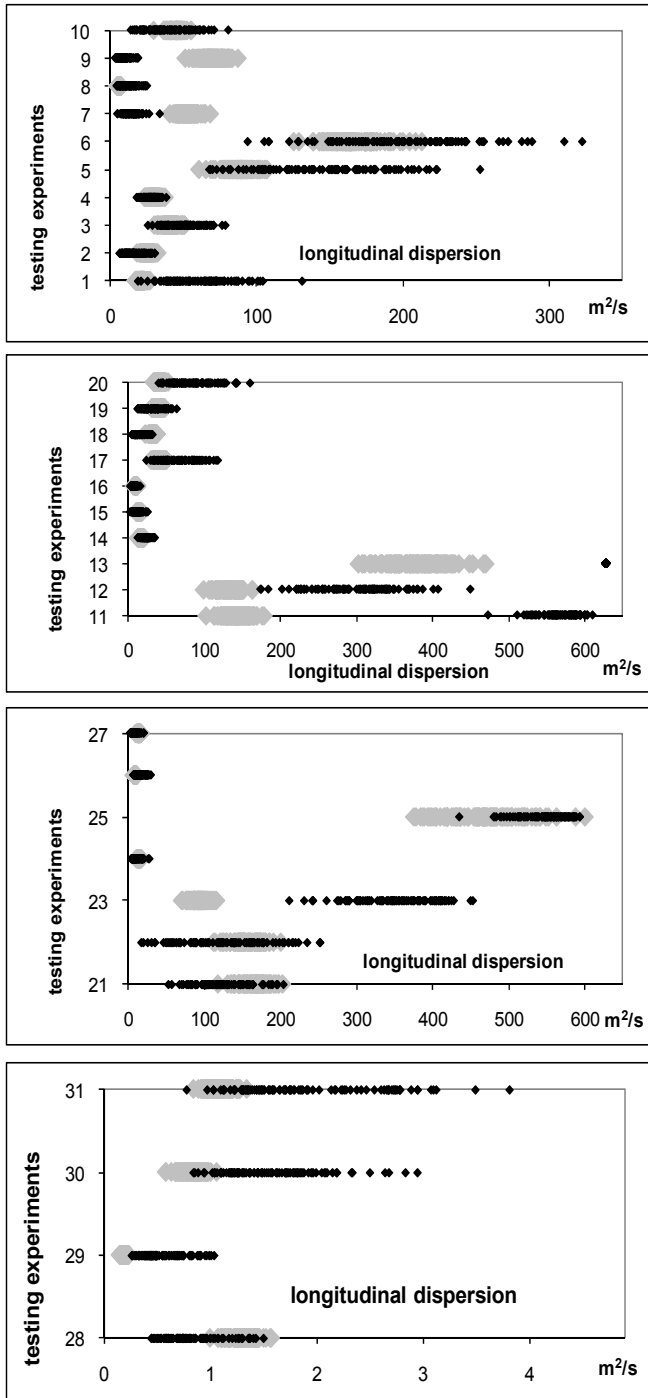 testing experiments
10
9
8
7
6
5
4
3
2
1
longitudinal dispersion
0 100 200 300 m²/s
testing experiments
20
19
18
17
16
15
14
13
12
11
0 100 200 300 400 500 600 m²/s
longitudinal dispersion
testing experiments
27
25
23
21
longitudinal dispersion
0 100 200 300 400 500 600 m²/s
testing experiments
31
30
29
28
longitudinal dispersion
0 1 2 3 4 m²/s